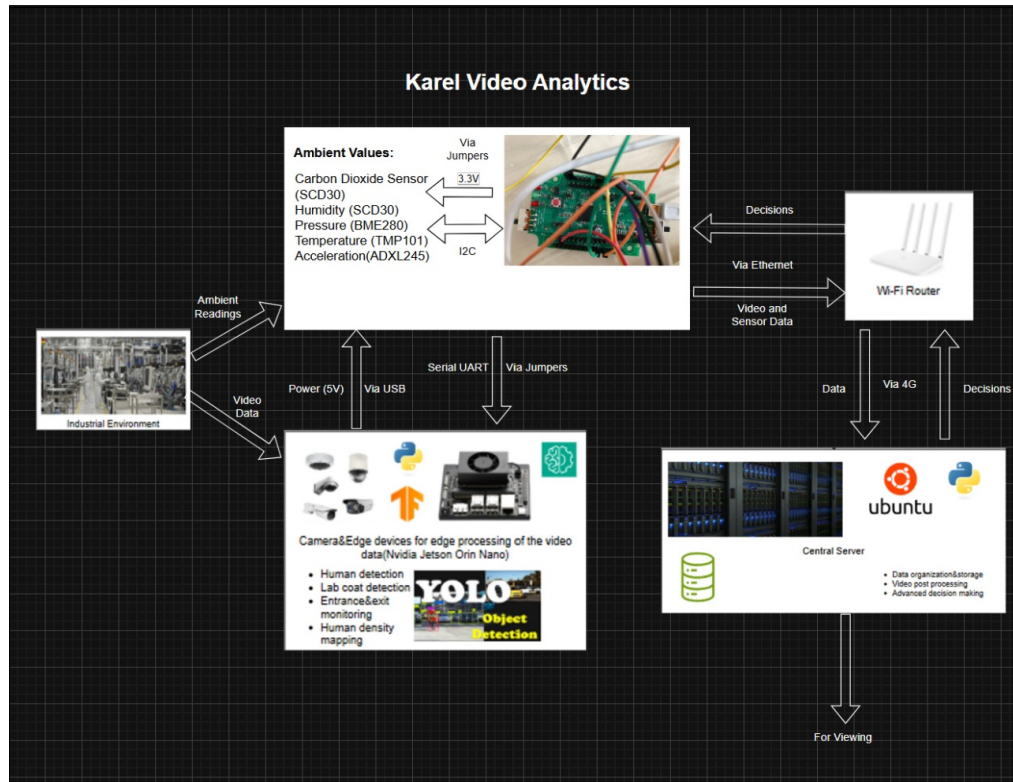 Karel Video Analytics
Ambient Values:
Carbon Dioxide Sensor
(SCD30)
Humidity (SCD30)
Pressure (BME280)
Temperature (TMP101)
Acceleration(ADXL245)
Via
Jumpers
3.3V
I2C
Decisions
Via Ethernet
Video and
Sensor Data
Wi-Fi Router
Ambient
Readings
Industrial Environment
Video
Data
Power (5V)
Via USB
Serial UART
Via Jumpers
Data
Via 4G
Decisions
Camera&Edge devices for edge processing of the video
data(Nvidia Jetson Orin Nano)
• Human detection
• Lab coat detection
• Entrance&exit
monitoring
• Human density
mapping
YOLO
Object
Detection
ubuntu
Central Server
• Data organization&storage
• Video post processing
• Advanced decision making
For Viewing